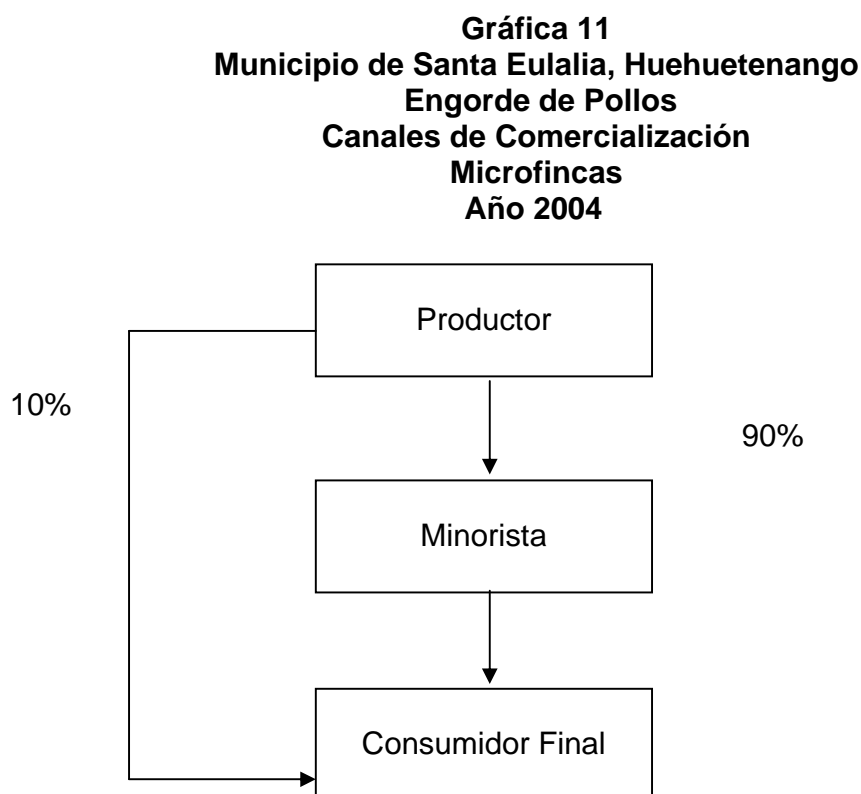 Gráfica 11
Municipio de Santa Eulalia, Huehuetenango
Engorde de Pollos
Canales de Comercialización
Microfincas
Año 2004
Productor
10%
90%
Minorista
Consumidor Final